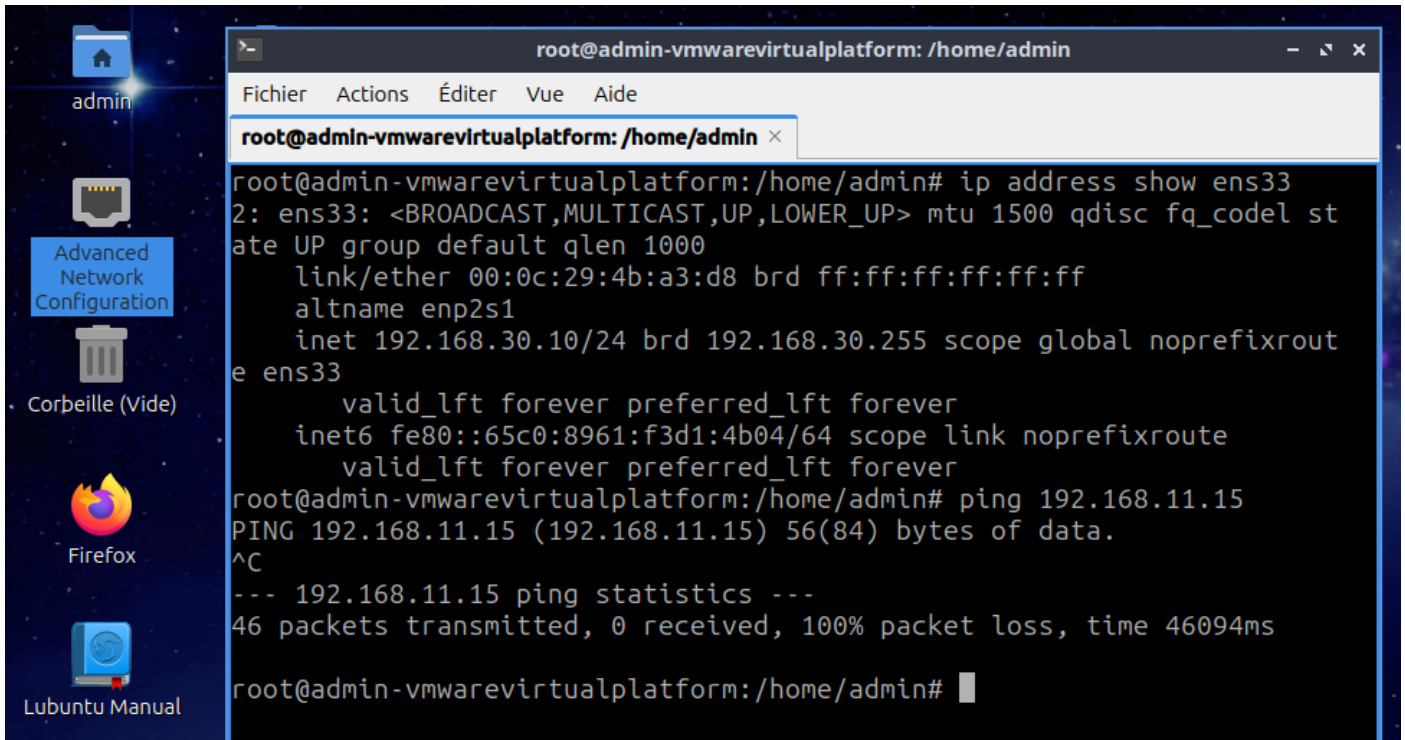 admin
Advanced
Network
Configuration
Corbeille (Vide)
Firefox
Lubuntu Manual
root@admin-vmwarevirtualplatform: /home/admin
Fichier Actions Éditer Vue Aide
root@admin-vmwarevirtualplatform: /home/admin
root@admin-vmwarevirtualplatform:/home/admin# ip address show ens33
2: ens33: <BROADCAST,MULTICAST,UP,LOWER_UP> mtu 1500 qdisc fq_codel st
ate UP group default qlen 1000
    link/ether 00:0c:29:4b:a3:d8 brd ff:ff:ff:ff:ff:ff
    altname enp2s1
    inet 192.168.30.10/24 brd 192.168.30.255 scope global noprefixrout
e ens33
       valid_lft forever preferred_lft forever
    inet6 fe80::65c0:8961:f3d1:4b04/64 scope link noprefixroute
       valid_lft forever preferred_lft forever
root@admin-vmwarevirtualplatform:/home/admin# ping 192.168.11.15
PING 192.168.11.15 (192.168.11.15) 56(84) bytes of data.
^C
--- 192.168.11.15 ping statistics ---
46 packets transmitted, 0 received, 100% packet loss, time 46094ms
root@admin-vmwarevirtualplatform:/home/admin#